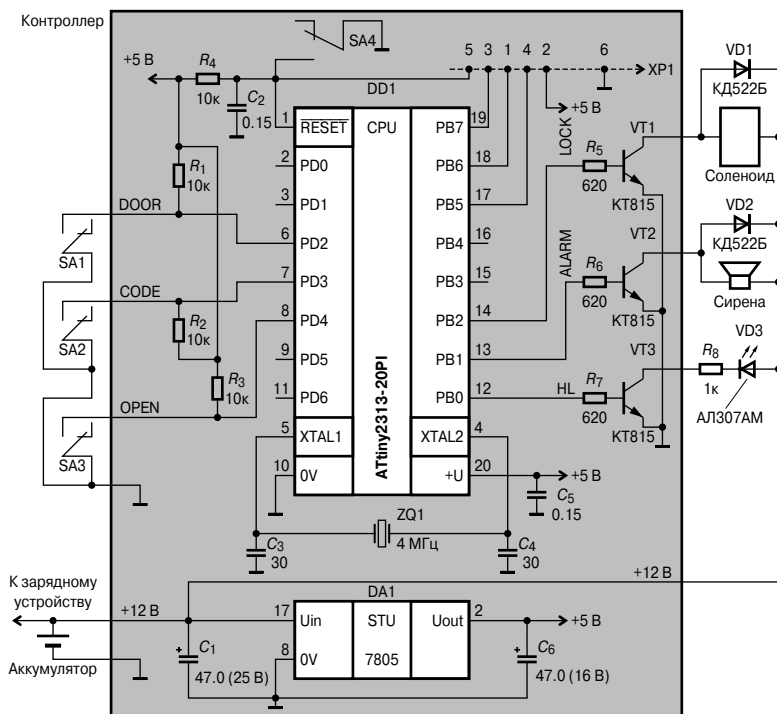 Контроллер
SA4
+5 В
R4
10к
C2
0.15
DD1
5 3 1 4 2 6
XP1
+5 В
VD1
КД522Б
Соленоид
1
RESET
CPU
PB7
19
2
PD0
PB6
18
3
PD1
PB5
17
6
PD2
PB4
16
7
PD3
PB3
15
8
PD4
PB2
14
9
PD5
PB1
13
11
PD6
PB0
12
5
XTAL1
XTAL2
4
10
0V
+U
20
ATtiny2313-20PI
R1
10к
DOOR
SA1
CODE
SA2
R2
10к
R3
10к
OPEN
SA3
LOCK
R5
620
VT1
КТ815
ALARM
R6
620
VT2
КТ815
VD2
КД522Б
Сирена
HL
R7
620
VT3
КТ815
R8
1к
VD3
АЛ307АМ
+5 В
C5
0.15
ZQ1
4 МГц
C3
30
C4
30
К зарядному
устройству
+12 В
+12 В
Аккумулятор
DA1
17
Uin
STU
Uout
2
+5 В
8
0V
7805
+
C1
47.0 (25 В)
+
C6
47.0 (16 В)